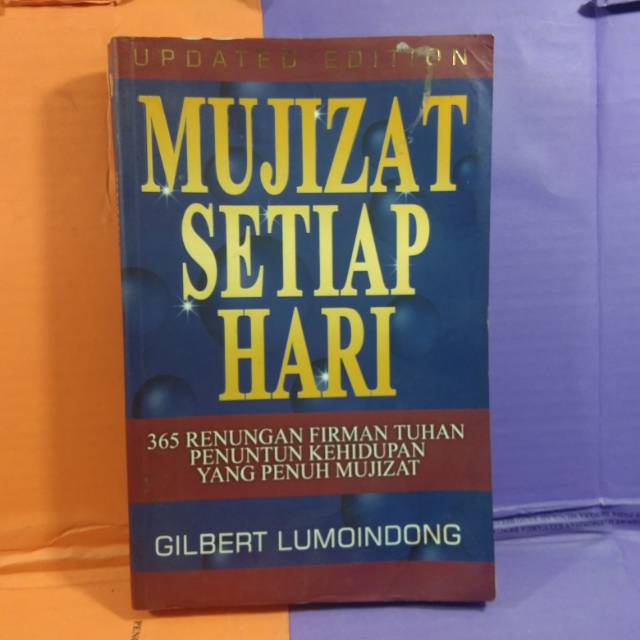 UPDATED EDITION
MUJIZAT
SETIAP
HARI
365 RENUNGAN FIRMAN TUHAN
PENUNTUN KEHIDUPAN
YANG PENUH MUJIZAT
GILBERT LUMOINDONG